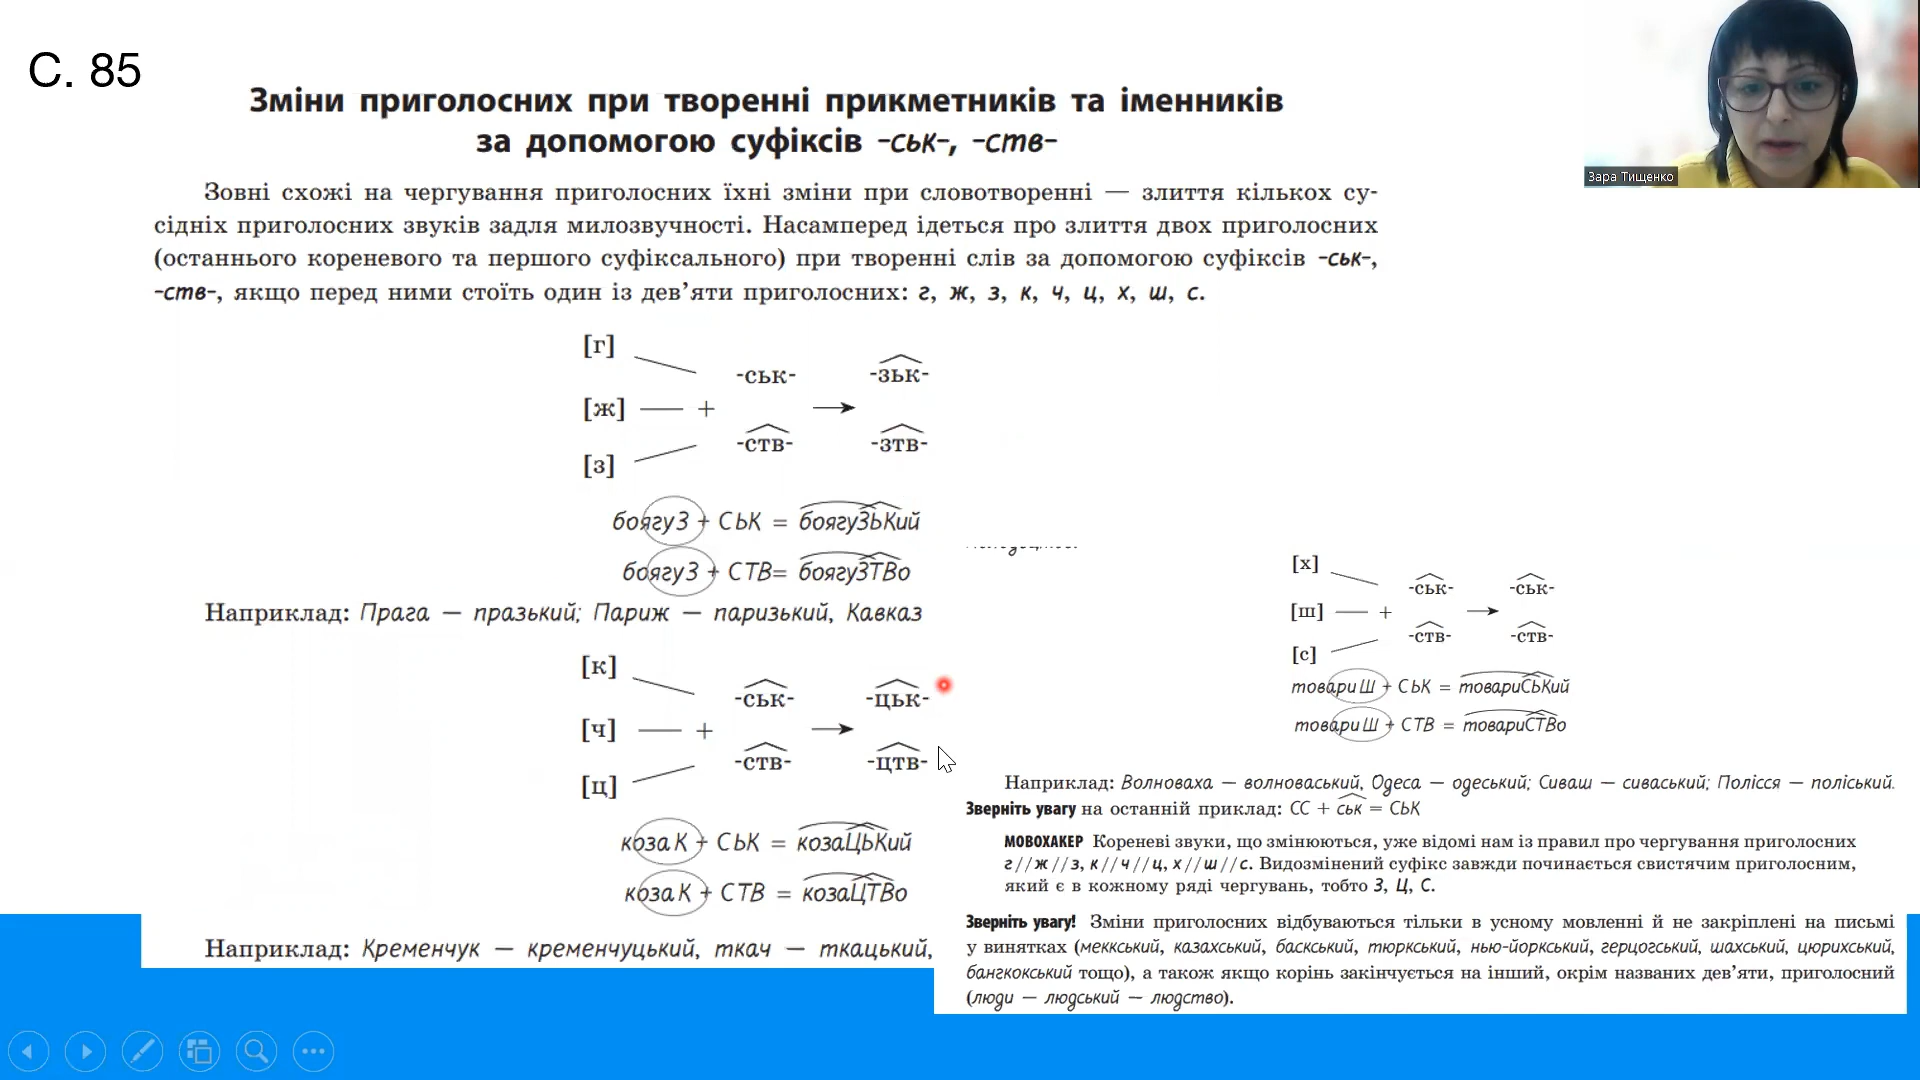 С. 85
Зміни приголосних при творенні прикметників та іменників
за допомогою суфіксів -ськ-, -ств-
Зовні схожі на чергування приголосних їхні зміни при словотворенні — злиття кількох су-
сідніх приголосних звуків задля милозвучності. Насамперед ідеться про злиття двох приголосних
(останнього кореневого та першого суфіксального) при творенні слів за допомогою суфіксів -ськ-,
-ств-, якщо перед ними стоїть один із дев’яти приголосних: г, ж, з, к, ч, ц, х, ш, с.
[г]
-ськ- -зьк-
[ж] + →
-ств- -зтв-
[з]
боягуЗ + СЬК = боягуЗЬКий
боягуЗ + СТВ= боягуЗТВо
Наприклад: Прага — празький; Париж — паризький, Кавказ
[к]
-ськ- -цьк-
[ч] + →
-ств- -цтв-
[ц]
козаК + СЬК = козаЦЬКий
козаК + СТВ = козаЦТВо
Наприклад: Кременчук — кременчуцький, ткач — ткацький,
[х]
-ськ- -ськ-
[ш] + →
-ств- -ств-
[с]
товариШ + СЬК = товариСЬКий
товариШ + СТВ = товариСТВо
Наприклад: Волноваха — волноваський, Одеса — одеський; Сиваш — сиваський; Полісся — поліський.
Зверніть увагу на останній приклад: СС + ськ = СЬК
МОВОХАКЕР Кореневі звуки, що змінюються, уже відомі нам із правил про чергування приголосних
г//ж//з, к//ч//ц, х//ш//с. Видозмінений суфікс завжди починається свистячим приголосним,
який є в кожному ряді чергувань, тобто З, Ц, С.
Зверніть увагу! Зміни приголосних відбуваються тільки в усному мовленні й не закріплені на письмі
у винятках (меккський, казахський, баскський, тюркський, нью-йоркський, герцогський, шахський, цюрихський,
бангкокський тощо), а також якщо корінь закінчується на інший, окрім названих дев’яти, приголосний
(люди — людський — людство).
Зара Тищенко